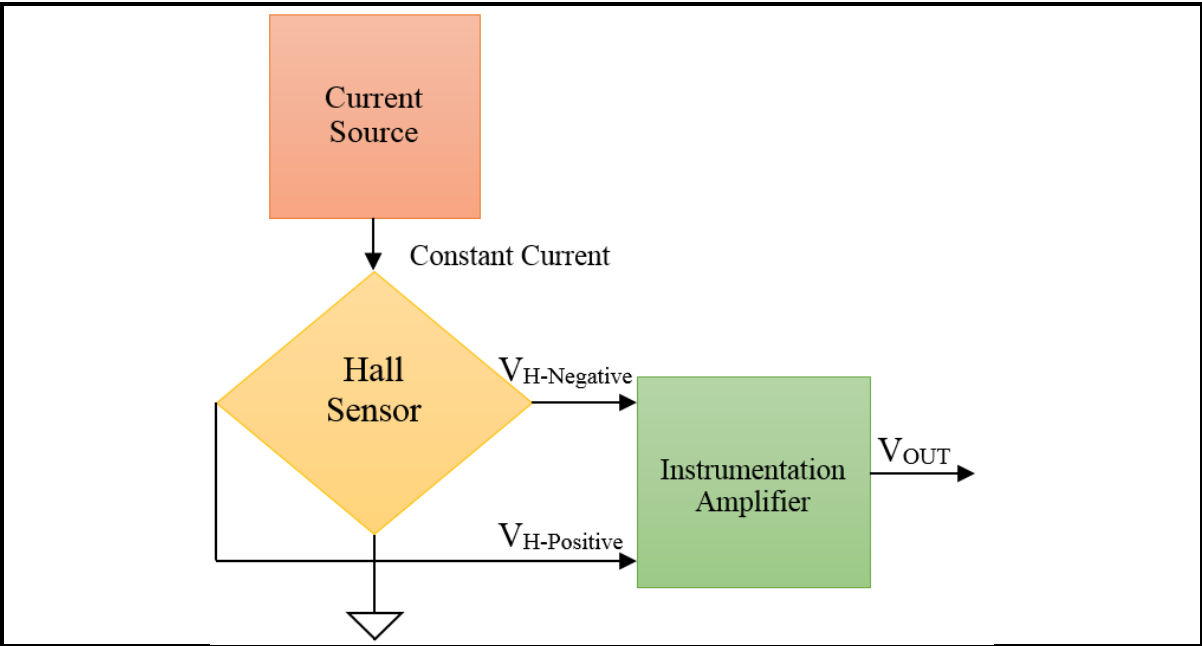 Current
Source
Constant Current
Hall
Sensor
VH-Negative
VOUT
Instrumentation
Amplifier
VH-Positive